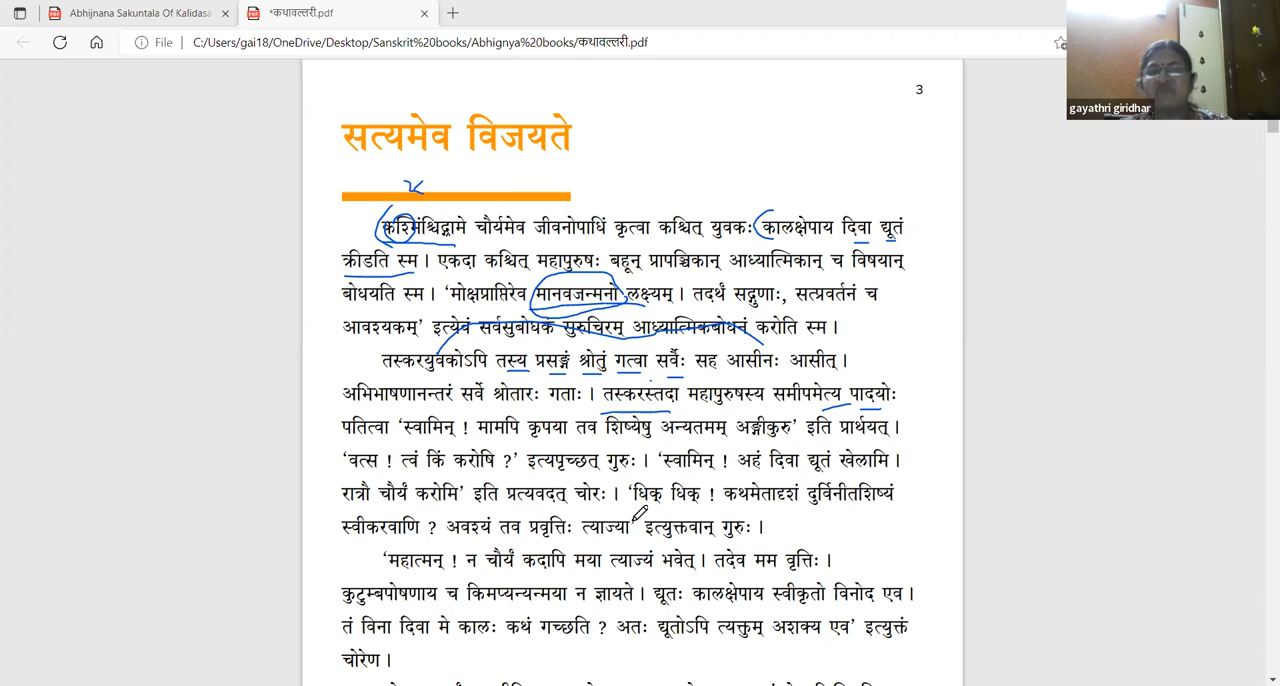 Abhijnana Sakuntala Of Kalidasa
*कथावल्लरी.pdf
File
C:/Users/gai18/OneDrive/Desktop/Sanskrit%20books/Abhignya%20books/कथावल्लरी.pdf
gayathri giridhar
3
सत्यमेव विजयते
कश्मिंश्चिद्ग्रामे चौर्यमेव जीवनोपाधिं कृत्वा कश्चित् युवकः कालक्षेपाय दिवा द्यूतं
क्रीडति स्म । एकदा कश्चित् महापुरुषः बहून् प्रापञ्चिकान् आध्यात्मिकान् च विषयान्
बोधयति स्म । ‘मोक्षप्राप्तिरेव मानवजन्मनो लक्ष्यम् । तदर्थं सद्गुणाः, सत्प्रवर्तनं च
आवश्यकम्’ इत्येवं सर्वसुबोधकं सुरुचिरम् आध्यात्मिकबोधनं करोति स्म ।
तस्करयुवकोऽपि तस्य प्रसङ्गं श्रोतुं गत्वा सर्वैः सह आसीनः आसीत् ।
अभिभाषणानन्तरं सर्वे श्रोतारः गताः । तस्करस्तदा महापुरुषस्य समीपमेत्य पादयोः
पतित्वा ‘स्वामिन् ! मामपि कृपया तव शिष्येषु अन्यतमम् अङ्गीकुरु’ इति प्रार्थयत् ।
‘वत्स ! त्वं किं करोषि ?’ इत्यपृच्छत् गुरुः । ‘स्वामिन् ! अहं दिवा द्यूतं खेलामि ।
रात्रौ चौर्यं करोमि’ इति प्रत्यवदत् चोरः । ‘धिक् धिक् ! कथमेतादृशं दुर्विनीतशिष्यं
स्वीकरवाणि ? अवश्यं तव प्रवृत्तिः त्याज्या’ इत्युक्तवान् गुरुः ।
‘महात्मन् ! न चौर्यं कदापि मया त्याज्यं भवेत् । तदेव मम वृत्तिः ।
कुटुम्बपोषणाय च किमप्यन्यन्मया न ज्ञायते । द्यूतः कालक्षेपाय स्वीकृतो विनोद एव ।
तं विना दिवा मे कालः कथं गच्छति ? अतः द्यूतोऽपि त्यक्तुम् अशक्य एव’ इत्युक्तं
चोरेण ।